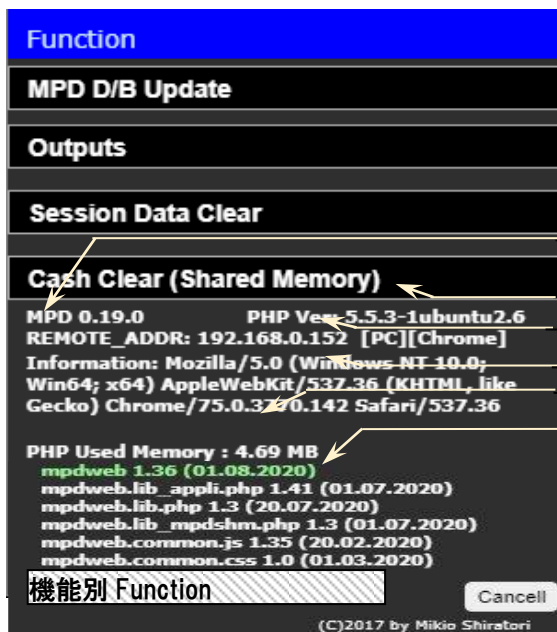 Function
MPD D/B Update
Outputs
Session Data Clear
Cash Clear (Shared Memory)
MPD 0.19.0 PHP Ver: 5.5.3-1ubuntu2.6
REMOTE_ADDR: 192.168.0.152 [PC][Chrome]
Information: Mozilla/5.0 (Windows NT 10.0;
Win64; x64) AppleWebKit/537.36 (KHTML, like
Gecko) Chrome/75.0.3770.142 Safari/537.36
PHP Used Memory : 4.69 MB
mpdweb 1.36 (01.08.2020)
mpdweb.lib_appli.php 1.41 (01.07.2020)
mpdweb.lib.php 1.3 (20.07.2020)
mpdweb.lib_mpdshm.php 1.3 (01.07.2020)
mpdweb.common.js 1.35 (20.02.2020)
mpdweb.common.css 1.0 (01.03.2020)
機能別 Function
Cancell
(C)2017 by Mikio Shiratori